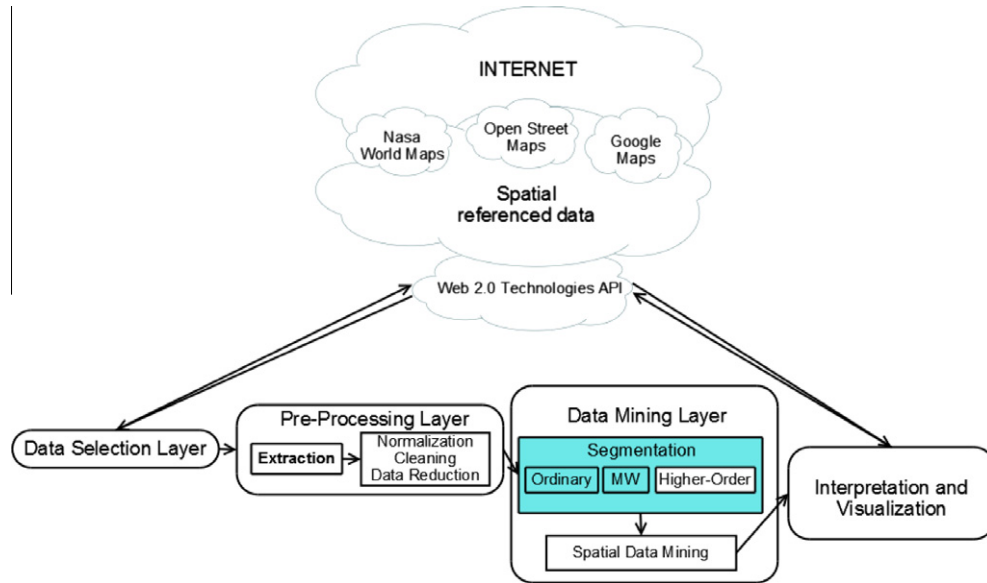 INTERNET
Nasa
World Maps
Open Street
Maps
Google
Maps
Spatial
referenced data
Web 2.0 Technologies API
Data Selection Layer
Pre-Processing Layer
Extraction
Normalization
Cleaning
Data Reduction
Data Mining Layer
Segmentation
Ordinary
MW
Higher-Order
Spatial Data Mining
Interpretation and
Visualization